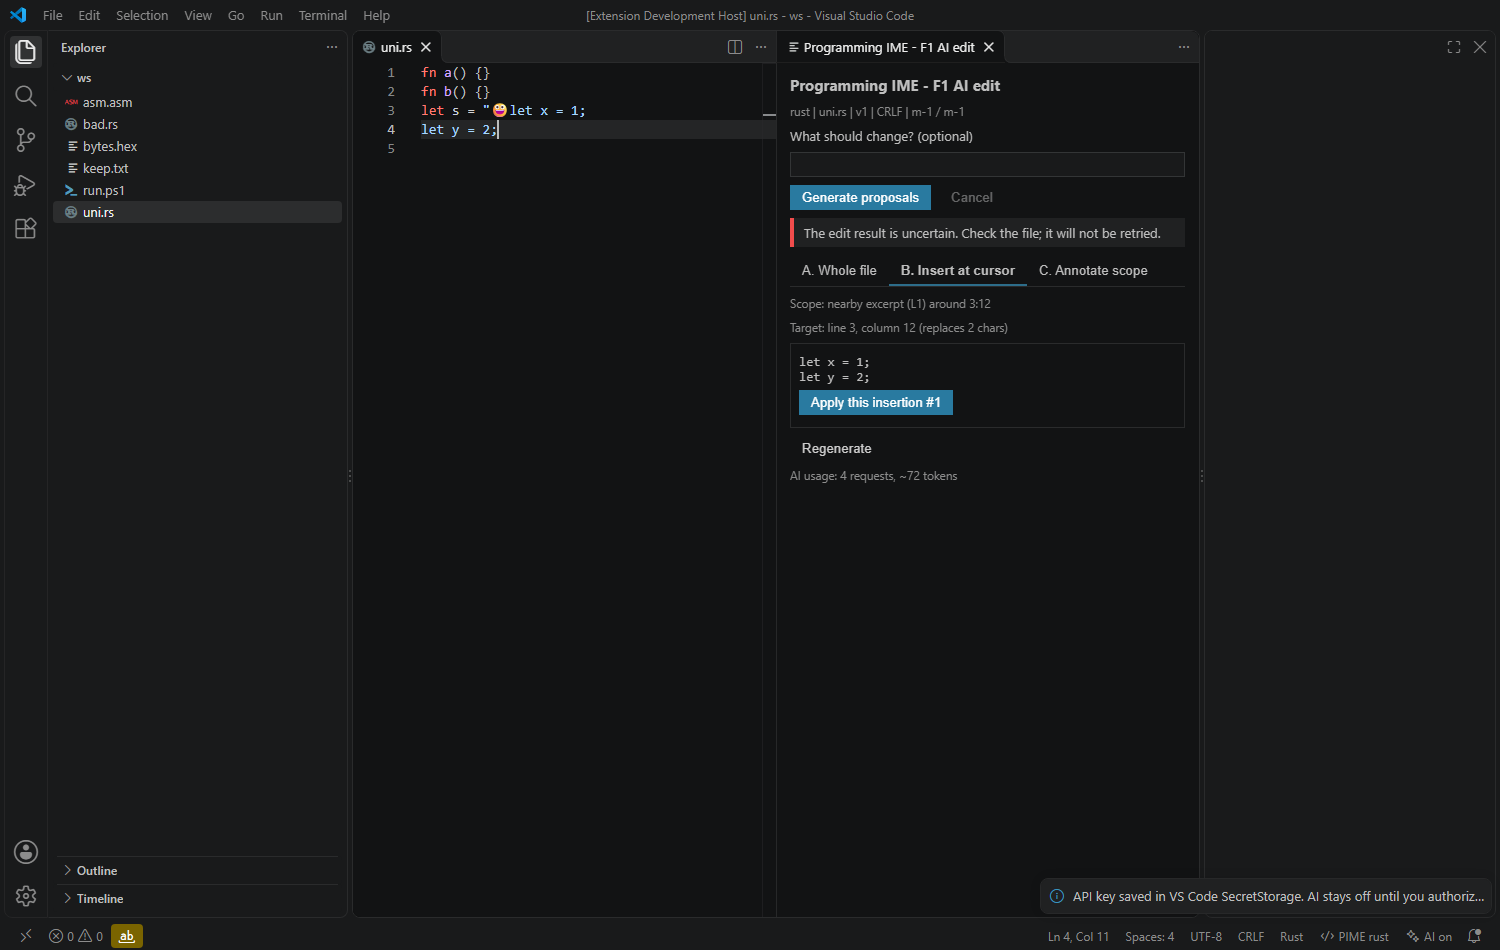 File Edit Selection View Go Run Terminal Help
[Extension Development Host] uni.rs - ws - Visual Studio Code
Explorer
ws
ASM asm.asm
bad.rs
bytes.hex
keep.txt
run.ps1
uni.rs
Outline
Timeline
uni.rs
1 fn a() {}
2 fn b() {}
3 let s = "😀let x = 1;
4 let y = 2;
5
Programming IME - F1 AI edit
Programming IME - F1 AI edit
rust | uni.rs | v1 | CRLF | m-1 / m-1
What should change? (optional)
Generate proposals Cancel
The edit result is uncertain. Check the file; it will not be retried.
A. Whole file B. Insert at cursor C. Annotate scope
Scope: nearby excerpt (L1) around 3:12
Target: line 3, column 12 (replaces 2 chars)
let x = 1;
let y = 2;
Apply this insertion #1
Regenerate
AI usage: 4 requests, ~72 tokens
API key saved in VS Code SecretStorage. AI stays off until you authoriz...
0 0 ab Ln 4, Col 11 Spaces: 4 UTF-8 CRLF Rust PIME rust AI on